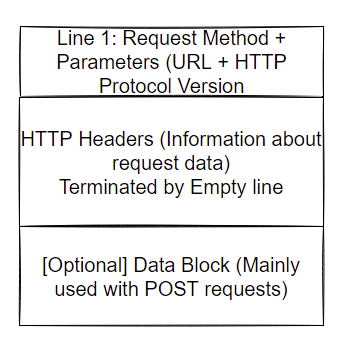 Line 1: Request Method +
Parameters (URL + HTTP
Protocol Version
HTTP Headers (Information about
request data)
Terminated by Empty line
[Optional] Data Block (Mainly
used with POST requests)